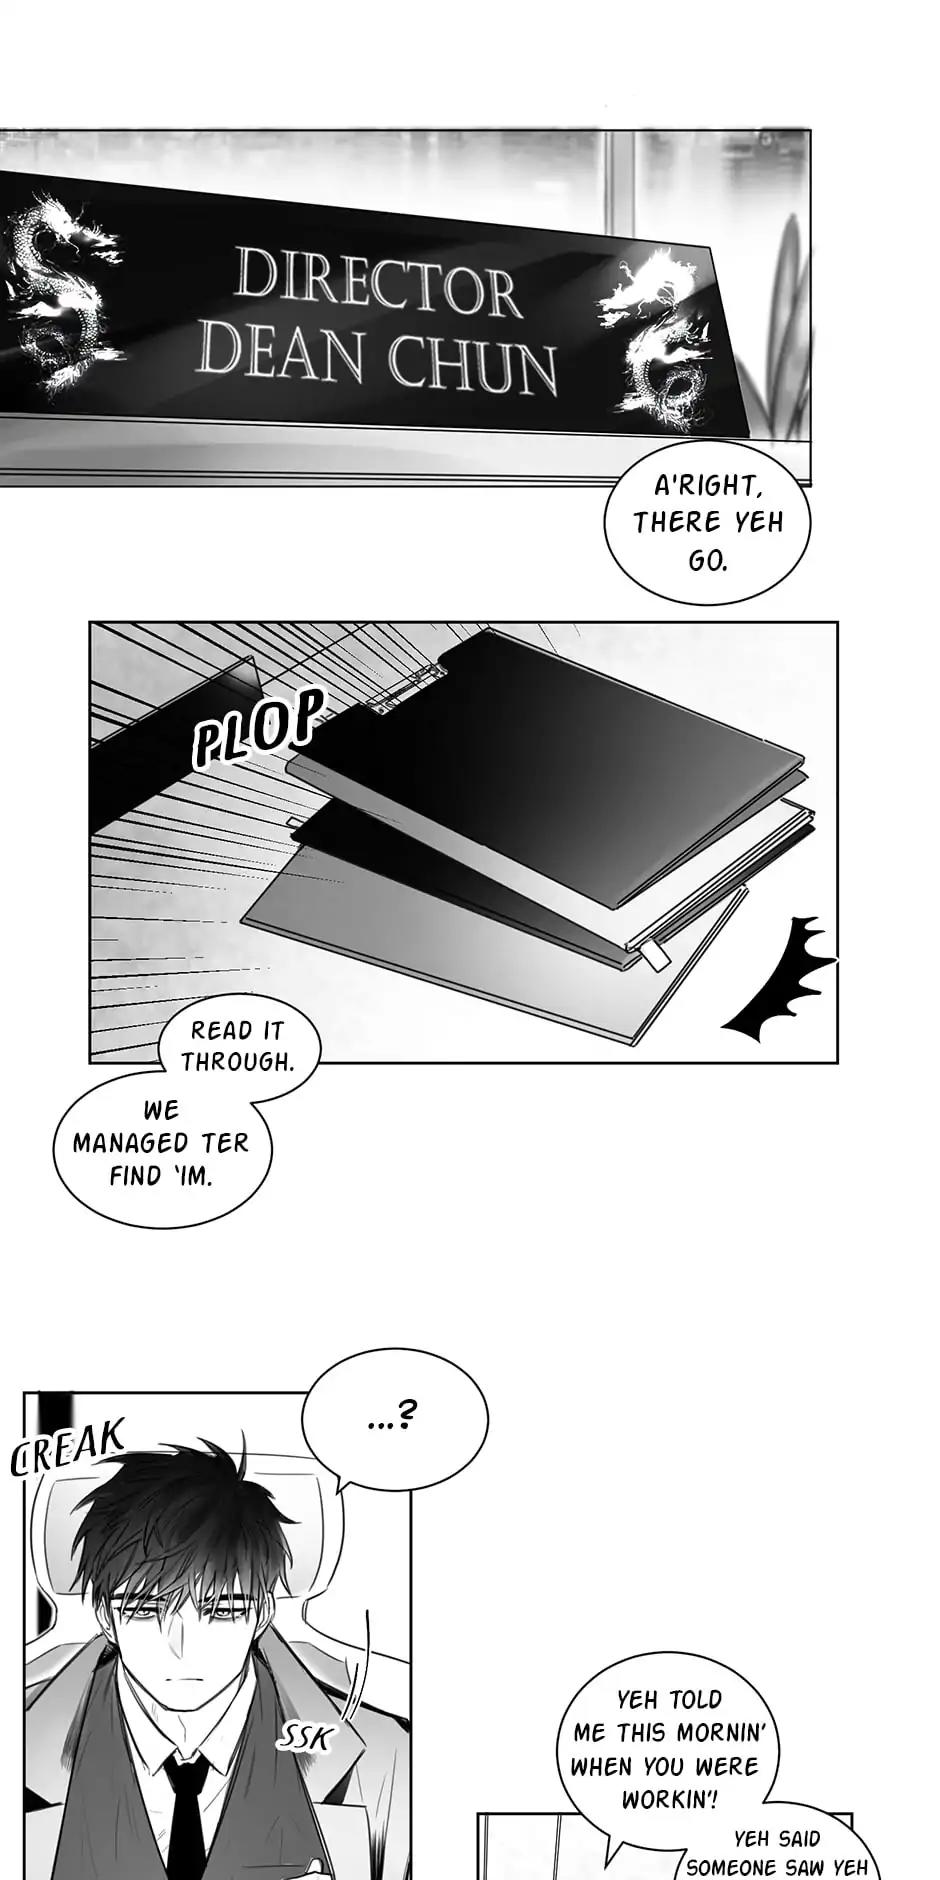 DIRECTOR
DEAN CHUN
A'RIGHT,
THERE YEH
GO.
PLOP
READ IT
THROUGH.
WE
MANAGED TER
FIND 'IM.
...?
CREAK
SSK
YEH TOLD
ME THIS MORNIN'
WHEN YOU WERE
WORKIN'!
YEH SAID
SOMEONE SAW YEH